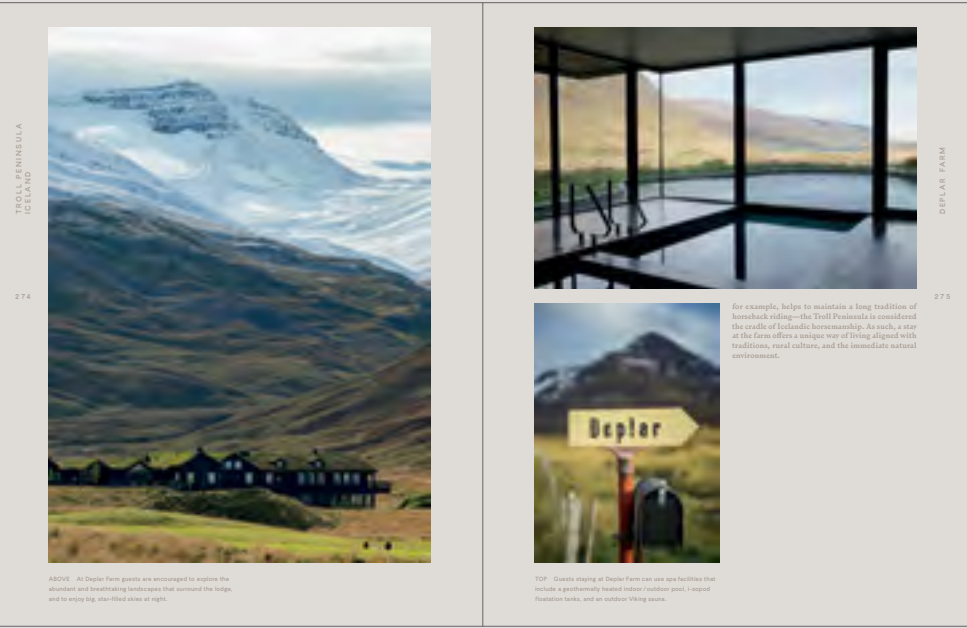 TROLL PENINSULA
ICELAND
274
ABOVE At Deplar Farm guests are encouraged to explore the
abundant and breathtaking landscapes that surround the lodge,
and to enjoy big, star-filled skies at night.
DEPLAR FARM
275
for example, helps to maintain a long tradition of
horseback riding—the Troll Peninsula is considered
the cradle of Icelandic horsemanship. As such, a stay
at the farm offers a unique way of living aligned with
traditions, rural culture, and the immediate natural
environment.
Deplar
TOP Guests staying at Deplar Farm can use spa facilities that
include a geothermally heated indoor/outdoor pool, i-sopod
floatation tanks, and an outdoor Viking sauna.